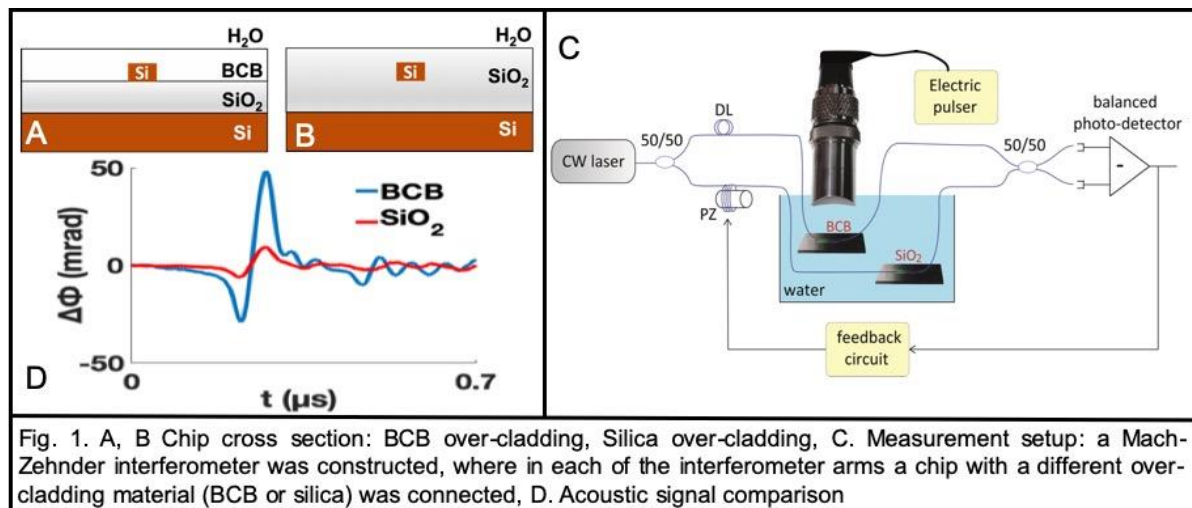 H₂O
BCB
Si
SiO₂
Si
A
H₂O
Si
SiO₂
Si
B
50
0
-50
ΔΦ (mrad)
BCB
SiO₂
0
0.7
t (μs)
D
C
CW laser
50/50
DL
PZ
Electric
pulser
BCB
SiO₂
water
50/50
balanced
photo-detector
-
feedback
circuit
Fig. 1. A, B Chip cross section: BCB over-cladding, Silica over-cladding, C. Measurement setup: a Mach-
Zehnder interferometer was constructed, where in each of the interferometer arms a chip with a different over-
cladding material (BCB or silica) was connected, D. Acoustic signal comparison